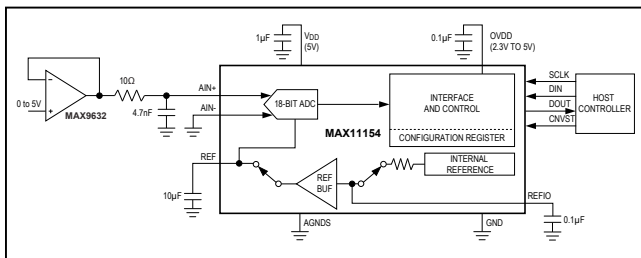 1µF
VDD
(5V)
0.1µF
OVDD
(2.3V TO 5V)
10Ω
0 to 5V
MAX9632
4.7nF
AIN+
AIN-
18-BIT ADC
MAX11154
INTERFACE
AND CONTROL
CONFIGURATION REGISTER
SCLK
DIN
DOUT
CNVST
HOST
CONTROLLER
REF
10µF
REF
BUF
INTERNAL
REFERENCE
REFIO
0.1µF
AGNDS
GND